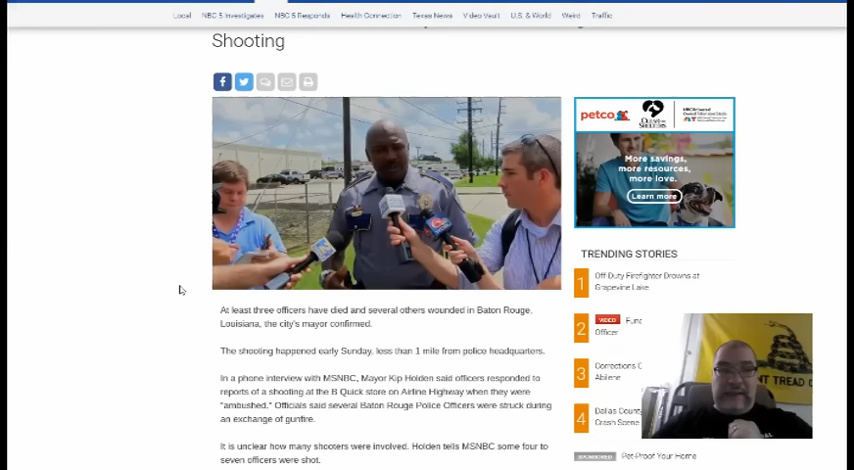 Local NBC 5 Investigates NBC 5 Responds Health Connection Texas News Video Vault U.S. & World Weird Traffic
Shooting
petco
CLEAR THE SHELTERS
More savings,
more resources,
more love.
Learn more
At least three officers have died and several others wounded in Baton Rouge,
Louisiana, the city's mayor confirmed.
The shooting happened early Sunday, less than 1 mile from police headquarters.
In a phone interview with MSNBC, Mayor Kip Holden said officers responded to
reports of a shooting at the B Quick store on Airline Highway when they were
"ambushed." Officials said several Baton Rouge Police Officers were struck during
an exchange of gunfire.
It is unclear how many shooters were involved. Holden tells MSNBC some four to
seven officers were shot.
TRENDING STORIES
1 Off Duty Firefighter Drowns at
Grapevine Lake
2 VIDEO
Officer
3 Corrections
Abilene
4 Dallas
Crash Scene
SPONSORED Pet-Proof Your Home
NT TREAD